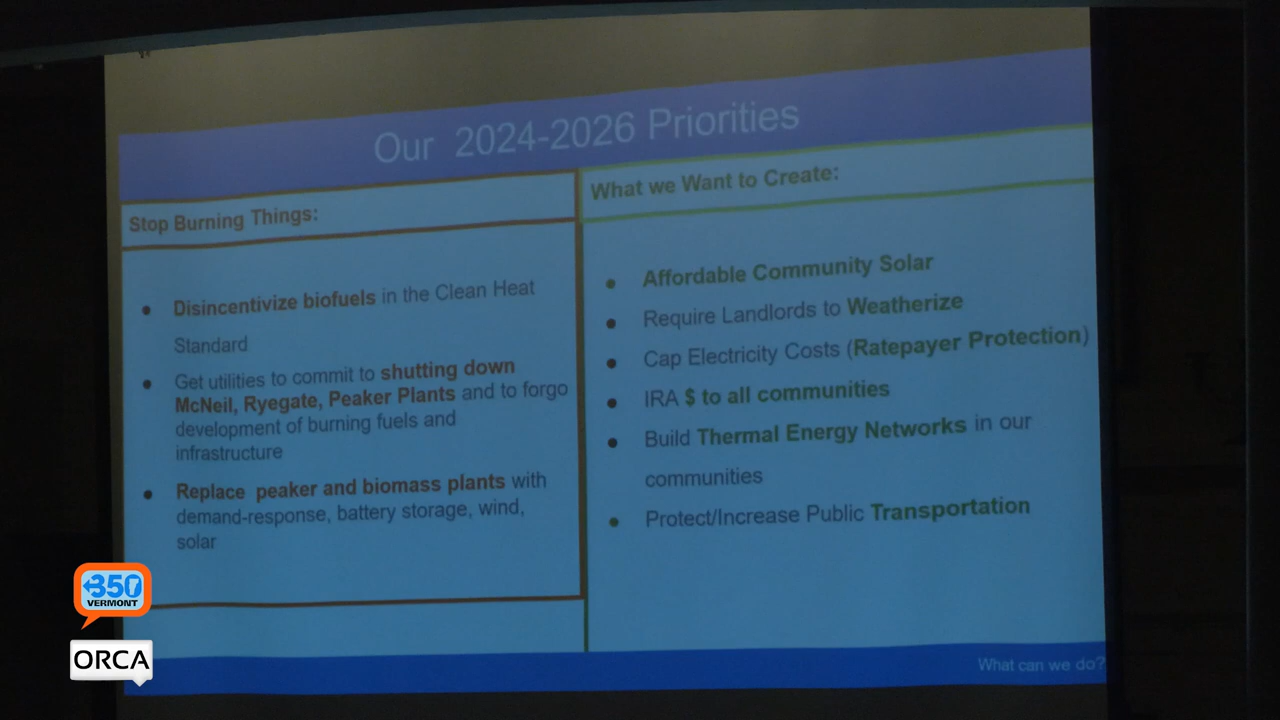 Our 2024-2026 Priorities
Stop Burning Things:
Disincentivize biofuels in the Clean Heat
Standard
Get utilities to commit to shutting down
McNeil, Ryegate, Peaker Plants and to forgo
development of burning fuels and
infrastructure
Replace peaker and biomass plants with
demand-response, battery storage, wind,
solar
What we Want to Create:
Affordable Community Solar
Require Landlords to Weatherize
Cap Electricity Costs (Ratepayer Protection)
IRA $ to all communities
Build Thermal Energy Networks in our
communities
Protect/Increase Public Transportation
What can we do?
350
VERMONT
ORCA